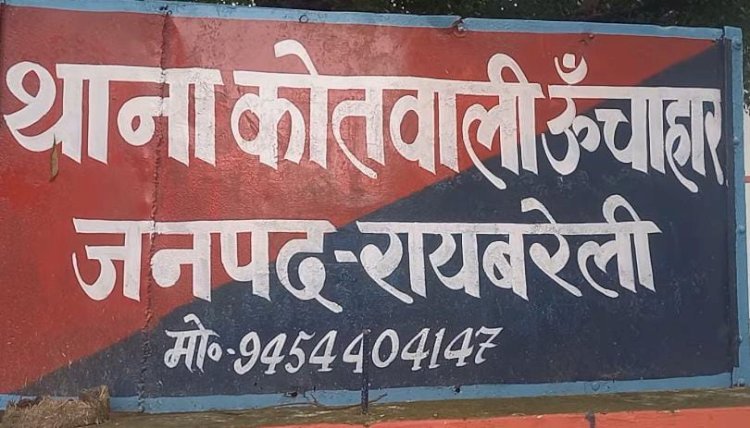 थाना कोतवाली ऊँचाहार
जनपद-रायबरेली
मो०-9454404147